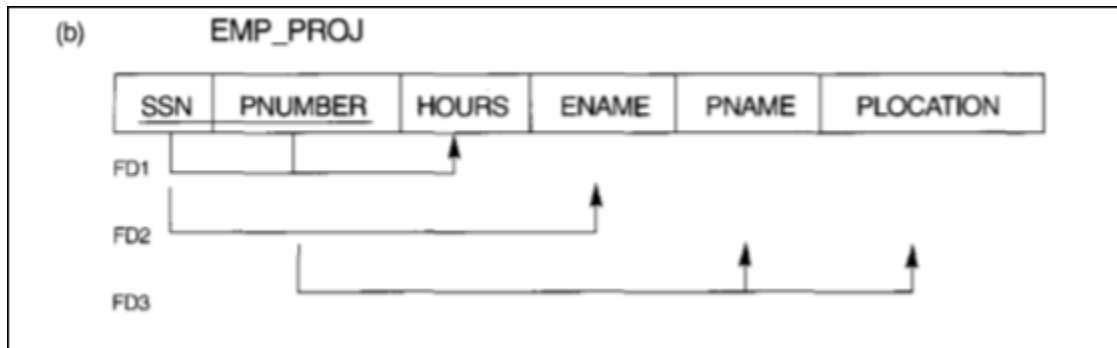 (b) EMP_PROJ
SSN PNUMBER HOURS ENAME PNAME PLOCATION
FD1
FD2
FD3